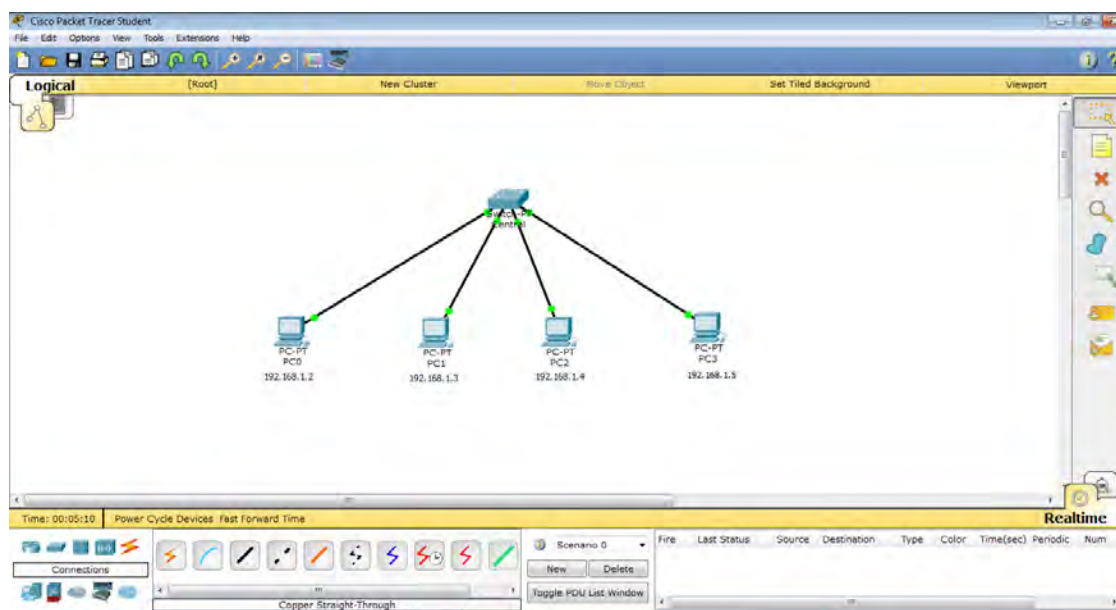 Cisco Packet Tracer Student
File Edit Options View Tools Extensions Help
Logical [Root] New Cluster Move Object Set Tiled Background Viewport
Switch-PT
Central
PC-PT PC-PT PC-PT PC-PT
PC0 PC1 PC2 PC3
192.168.1.2 192.168.1.3 192.168.1.4 192.168.1.5
Time: 00:05:10 Power Cycle Devices Fast Forward Time Realtime
Scenario 0 Fire Last Status Source Destination Type Color Time(sec) Periodic Num
Connections New Delete
Toggle PDU List Window
Copper Straight-Through